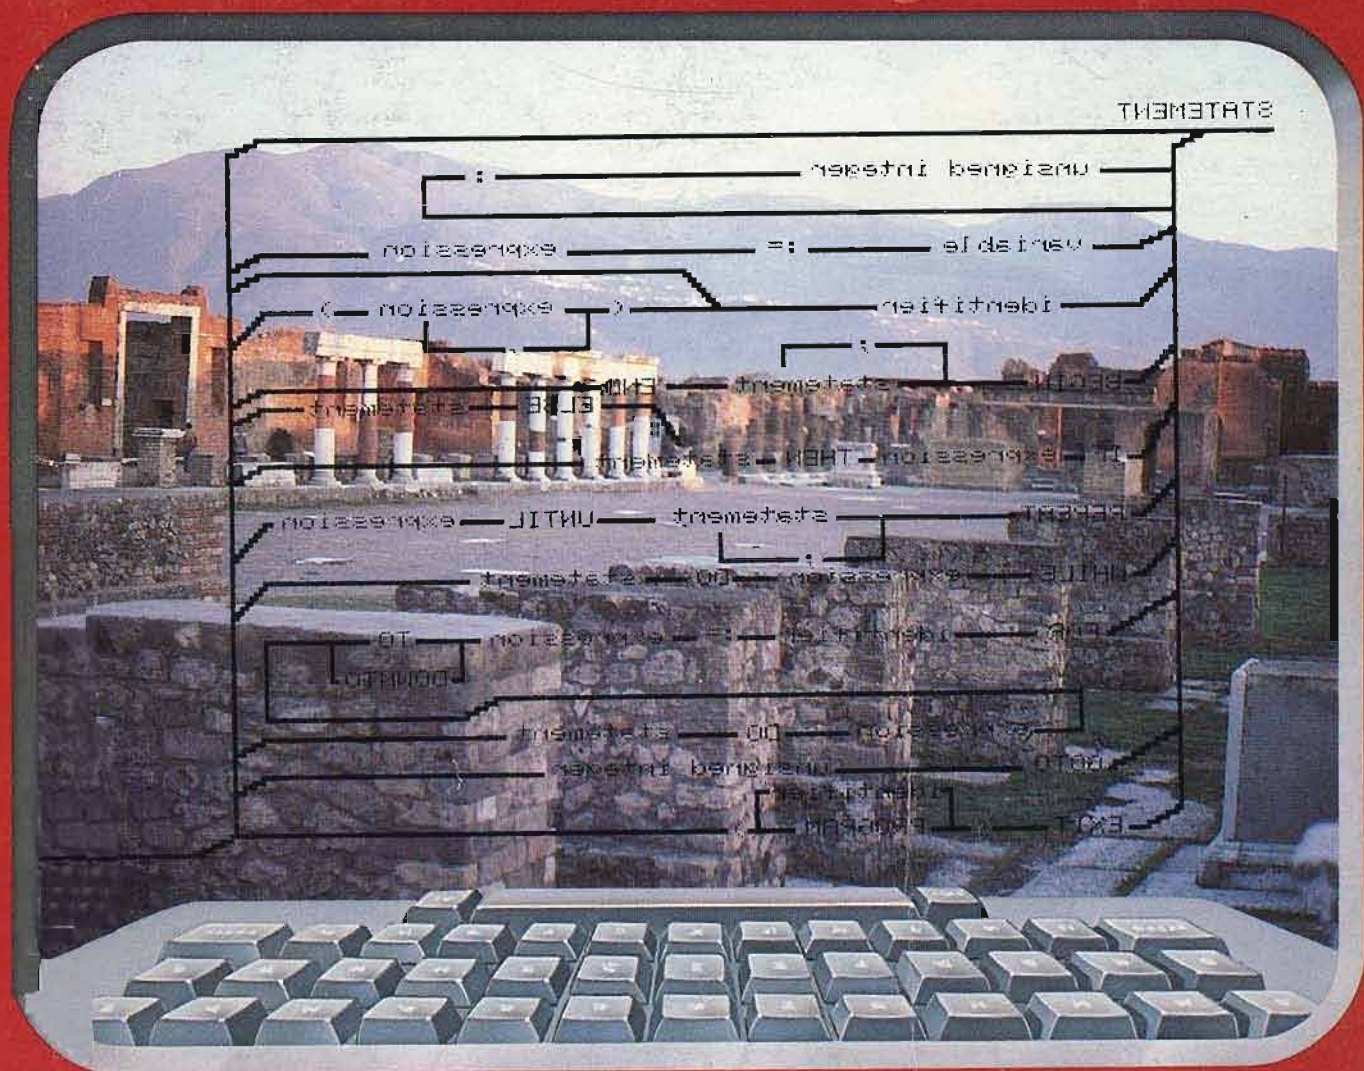 STATEMENT
unsigned integer :
variable := expression
identifier ( expression )
,
;
BEGIN statement END
ELSE statement
IF expression THEN statement
REPEAT statement UNTIL expression
;
WHILE expression DO statement
FOR identifier := expression TO
DOWNTO
expression DO statement
GOTO unsigned integer
identifier
EXIT PROGRAM